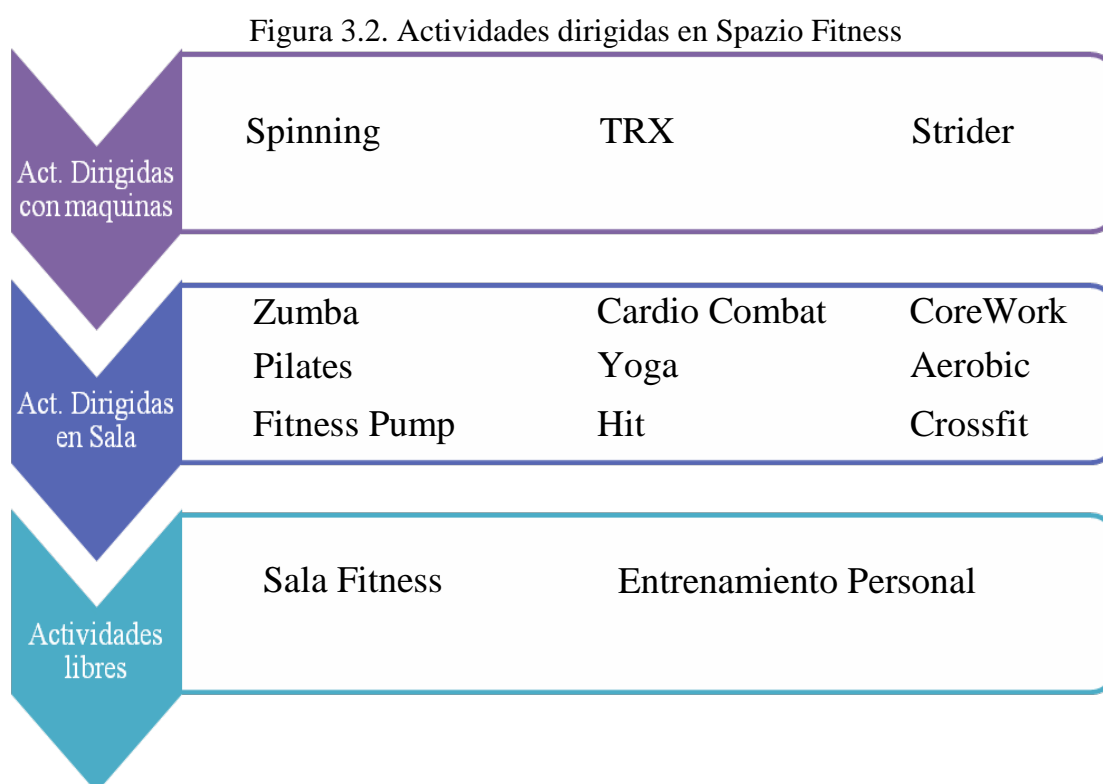 Figura 3.2. Actividades dirigidas en Spazio Fitness
Act. Dirigidas
con maquinas
Spinning TRX Strider
Act. Dirigidas
en Sala
Zumba Cardio Combat CoreWork
Pilates Yoga Aerobic
Fitness Pump Hit Crossfit
Actividades
libres
Sala Fitness Entrenamiento Personal